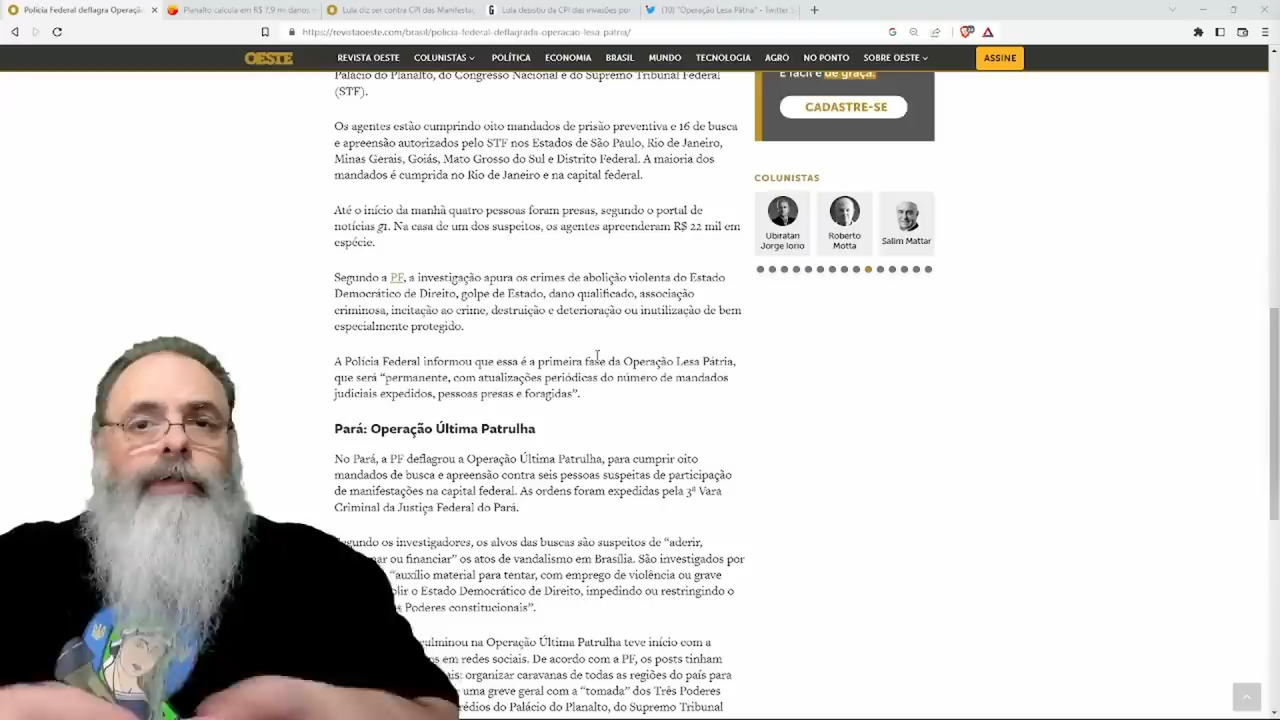 Polícia Federal deflagra Operação
Planalto calcula em R$ 7,9 mi danos
Lula diz ser contra CPI das Manifestaç
Lula desistiu da CPI das invasões por
(10) "Operação Lesa Pátria" - Twitter S
https://revistaoeste.com/brasil/policia-federal-deflagrada-operacao-lesa-patria/
OESTE
REVISTA OESTE
COLUNISTAS
POLÍTICA
ECONOMIA
BRASIL
MUNDO
TECNOLOGIA
AGRO
NO PONTO
SOBRE OESTE
ASSINE
Palácio do Planalto, do Congresso Nacional e do Supremo Tribunal Federal
(STF).
Os agentes estão cumprindo oito mandados de prisão preventiva e 16 de busca
e apreensão autorizados pelo STF nos Estados de São Paulo, Rio de Janeiro,
Minas Gerais, Goiás, Mato Grosso do Sul e Distrito Federal. A maioria dos
mandados é cumprida no Rio de Janeiro e na capital federal.
Até o início da manhã quatro pessoas foram presas, segundo o portal de
notícias g1. Na casa de um dos suspeitos, os agentes apreenderam R$ 22 mil em
espécie.
Segundo a PF, a investigação apura os crimes de abolição violenta do Estado
Democrático de Direito, golpe de Estado, dano qualificado, associação
criminosa, incitação ao crime, destruição e deterioração ou inutilização de bem
especialmente protegido.
A Polícia Federal informou que essa é a primeira fase da Operação Lesa Pátria,
que será “permanente, com atualizações periódicas do número de mandados
judiciais expedidos, pessoas presas e foragidas”.
Pará: Operação Última Patrulha
No Pará, a PF deflagrou a Operação Última Patrulha, para cumprir oito
mandados de busca e apreensão contra seis pessoas suspeitas de participação
de manifestações na capital federal. As ordens foram expedidas pela 3ª Vara
Criminal da Justiça Federal do Pará.
egundo os investigadores, os alvos das buscas são suspeitos de “aderir,
ar ou financiar” os atos de vandalismo em Brasília. São investigados por
“auxílio material para tentar, com emprego de violência ou grave
olir o Estado Democrático de Direito, impedindo ou restringindo o
s Poderes constitucionais”.
ulminou na Operação Última Patrulha teve início com a
s em redes sociais. De acordo com a PF, os posts tinham
is: organizar caravanas de todas as regiões do país para
uma greve geral com a “tomada” dos Três Poderes
rédios do Palácio do Planalto, do Supremo Tribunal
É fácil e de graça.
CADASTRE-SE
COLUNISTAS
Ubiratan
Jorge Iorio
Roberto
Motta
Salim Mattar